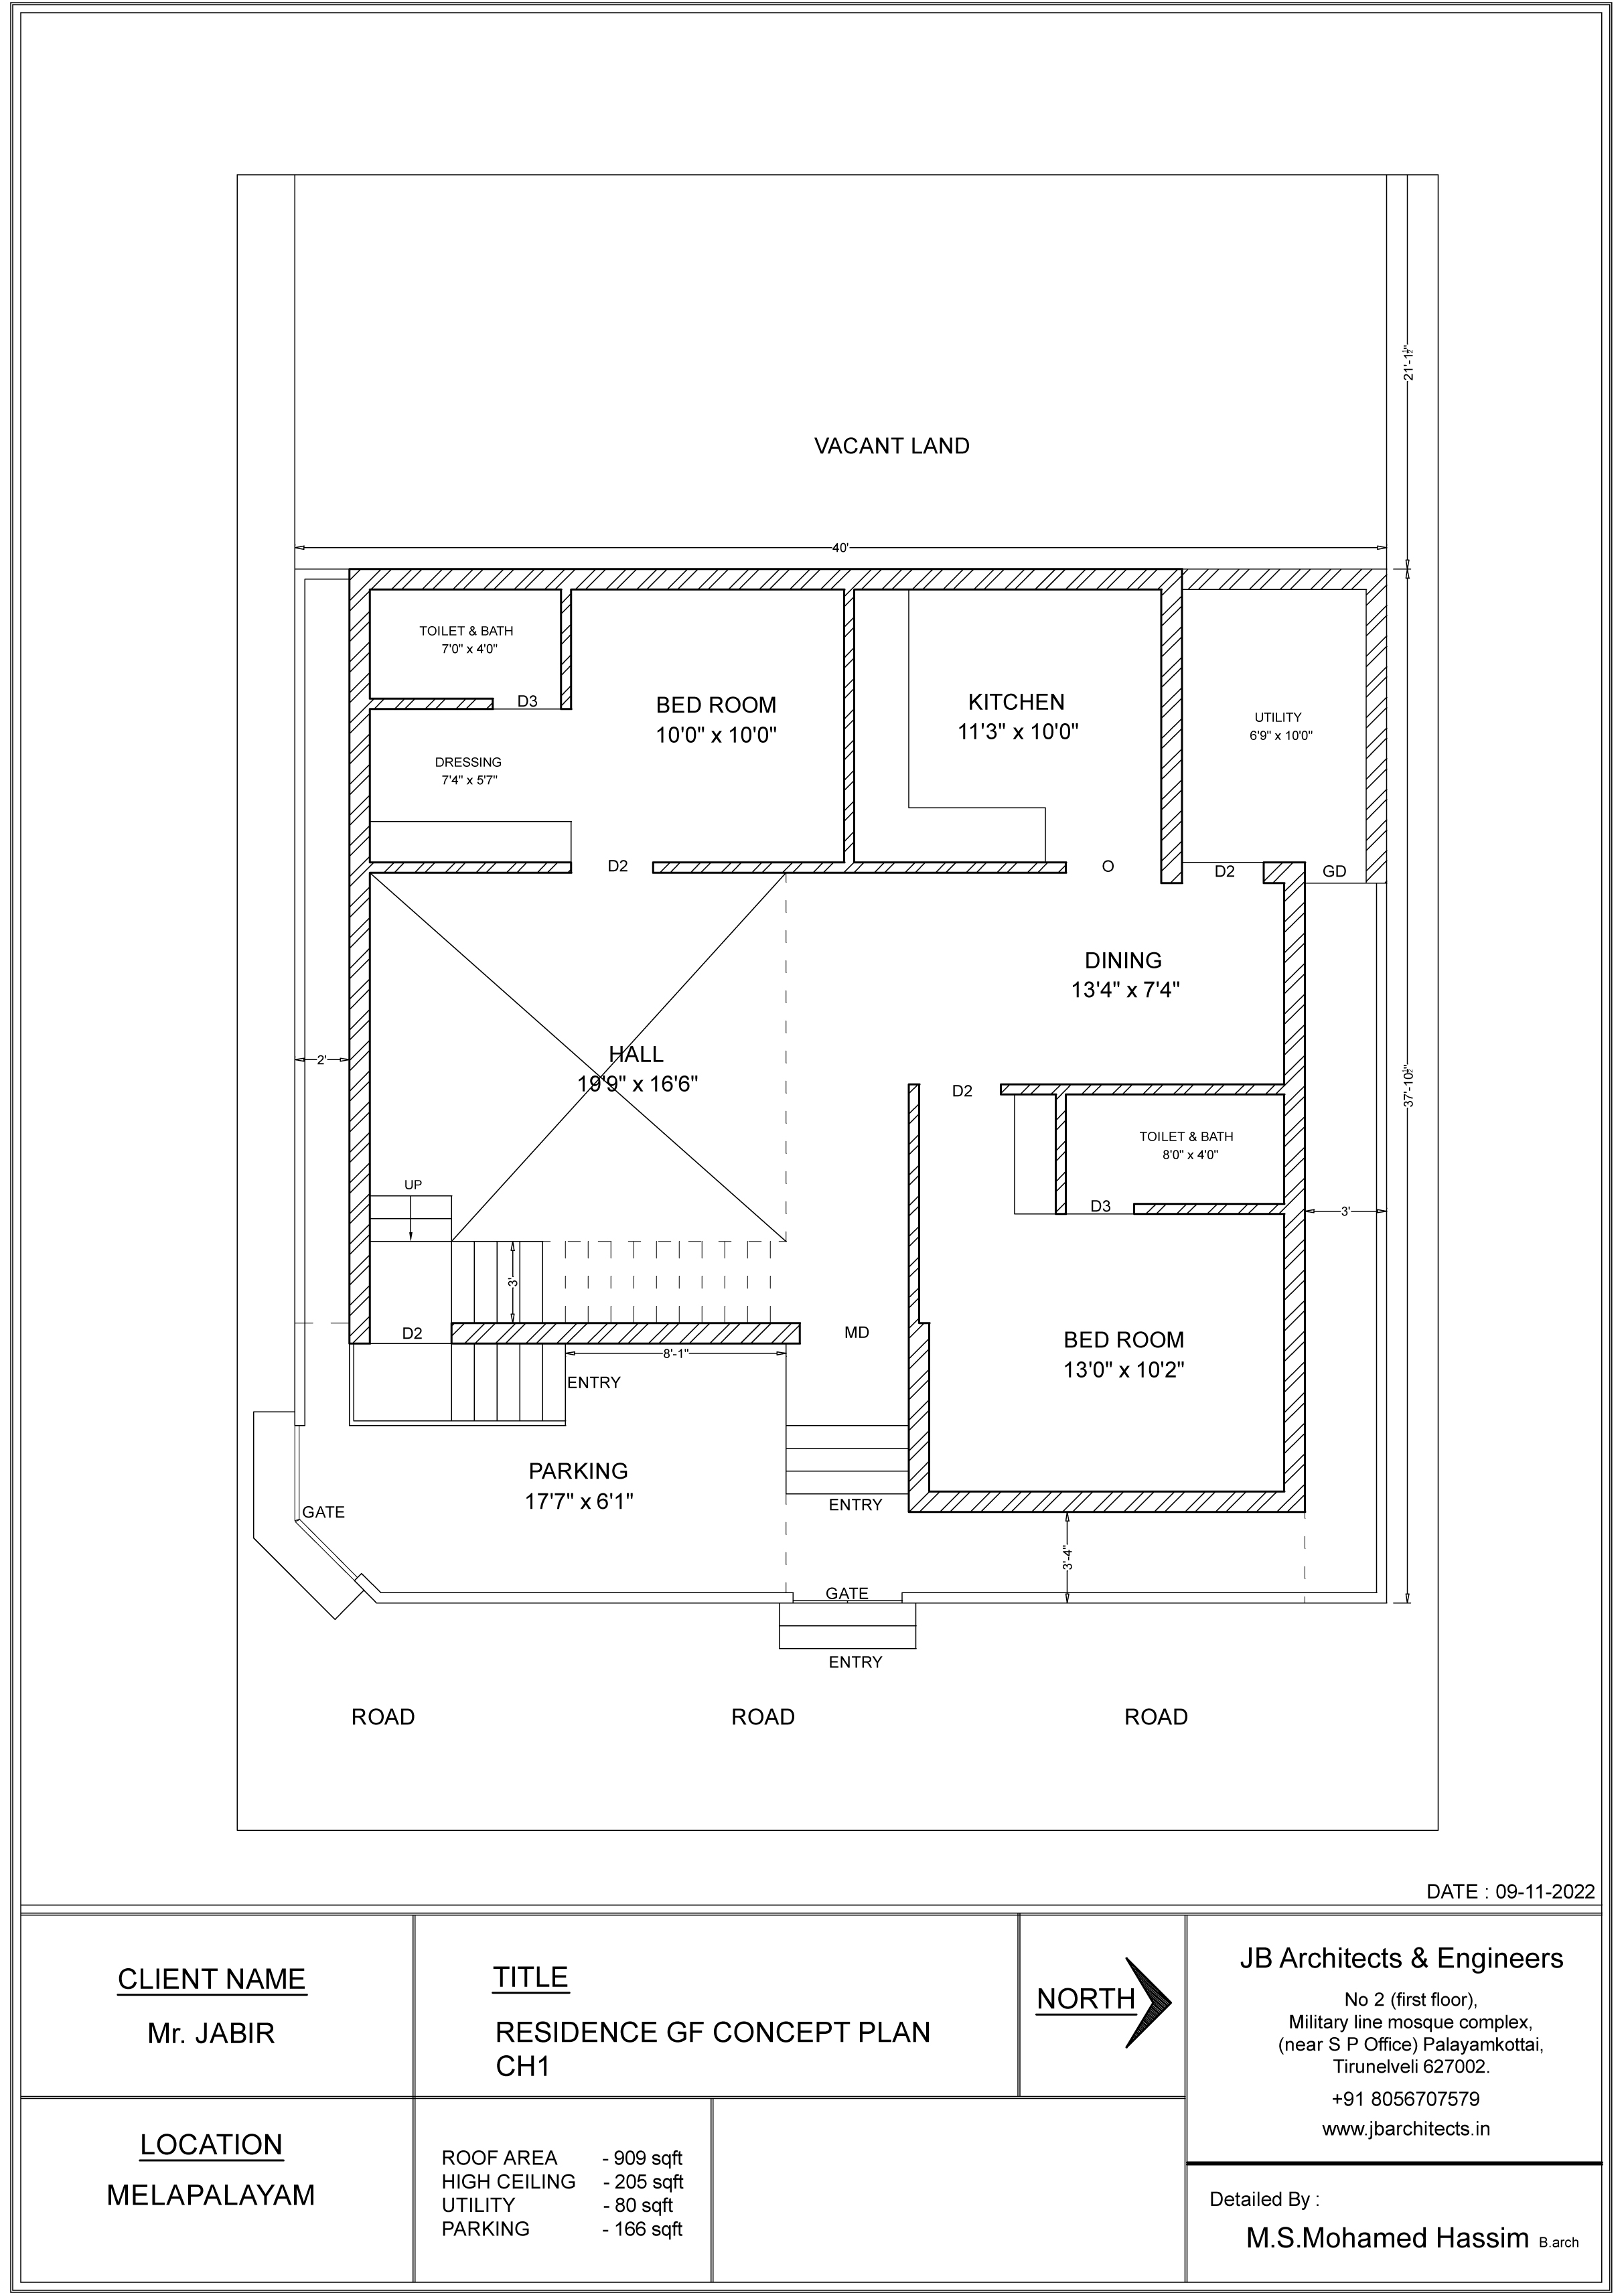 21'-1½"
VACANT LAND
40'
TOILET & BATH
7'0" x 4'0"
D3
BED ROOM
10'0" x 10'0"
KITCHEN
11'3" x 10'0"
UTILITY
6'9" x 10'0"
DRESSING
7'4" x 5'7"
D2
O
D2
GD
DINING
13'4" x 7'4"
HALL
19'9" x 16'6"
2'
37'-10½"
D2
TOILET & BATH
8'0" x 4'0"
D3
3'
UP
3'
D2
MD
8'-1"
ENTRY
BED ROOM
13'0" x 10'2"
PARKING
17'7" x 6'1"
GATE
ENTRY
3'-4"
GATE
ENTRY
ROAD
ROAD
ROAD
DATE : 09-11-2022
CLIENT NAME
Mr. JABIR
TITLE
RESIDENCE GF CONCEPT PLAN
CH1
NORTH
JB Architects & Engineers
No 2 (first floor),
Military line mosque complex,
(near S P Office) Palayamkottai,
Tirunelveli 627002.
+91 8056707579
www.jbarchitects.in
LOCATION
MELAPALAYAM
ROOF AREA - 909 sqft
HIGH CEILING - 205 sqft
UTILITY - 80 sqft
PARKING - 166 sqft
Detailed By :
M.S.Mohamed Hassim B.arch